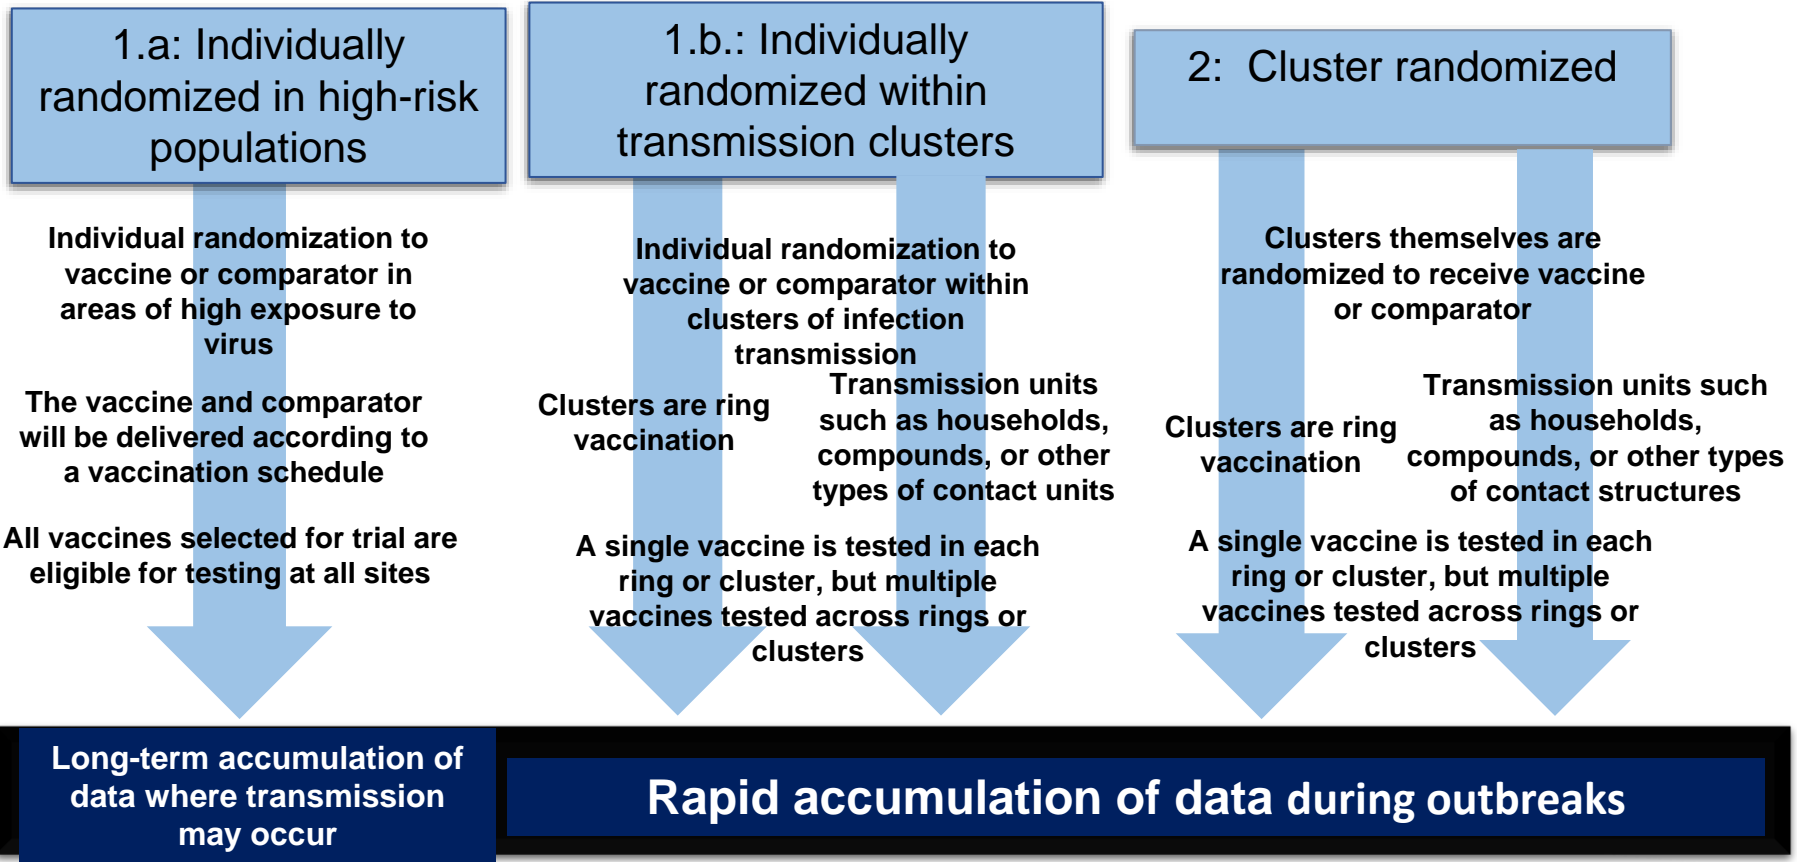 1.a: Individually
randomized in high-risk
populations
Individual randomization to
vaccine or comparator in
areas of high exposure to
virus
The vaccine and comparator
will be delivered according to
a vaccination schedule
All vaccines selected for trial are
eligible for testing at all sites
Long-term accumulation of
data where transmission
may occur
1.b.: Individually
randomized within
transmission clusters
Individual randomization to
vaccine or comparator within
clusters of infection
transmission
Clusters are ring
vaccination
Transmission units
such as households,
compounds, or other
types of contact units
A single vaccine is tested in each
ring or cluster, but multiple
vaccines tested across rings or
clusters
2: Cluster randomized
Clusters themselves are
randomized to receive vaccine
or comparator
Clusters are ring
vaccination
Transmission units such
as households,
compounds, or other types
of contact structures
A single vaccine is tested in each
ring or cluster, but multiple
vaccines tested across rings or
clusters
Rapid accumulation of data during outbreaks